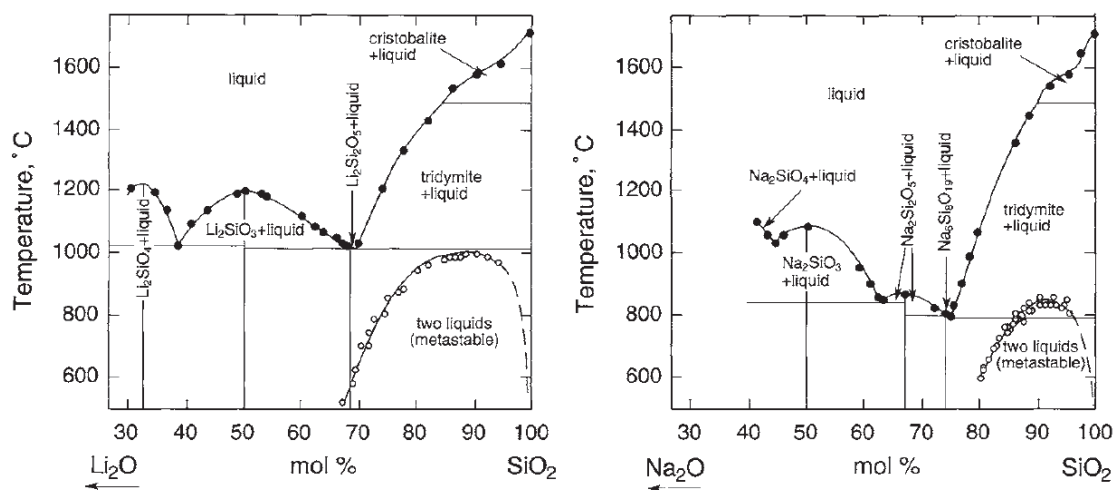 1600
1400
1200
1000
800
600
Temperature, °C
liquid
cristobalite
+liquid
Li₂Si₂O₅+liquid
tridymite
+liquid
Li₂SiO₃+liquid
Li₂SiO₄+liquid
two liquids
(metastable)
30 40 50 60 70 80 90 100
Li₂O mol % SiO₂
1600
1400
1200
1000
800
600
Temperature, °C
liquid
cristobalite
+liquid
Na₂SiO₄+liquid
Na₂Si₂O₅+liquid
Na₆Si₈O₁₉+liquid
tridymite
+liquid
Na₂SiO₃
+liquid
two liquids
(metastable)
30 40 50 60 70 80 90 100
Na₂O mol % SiO₂